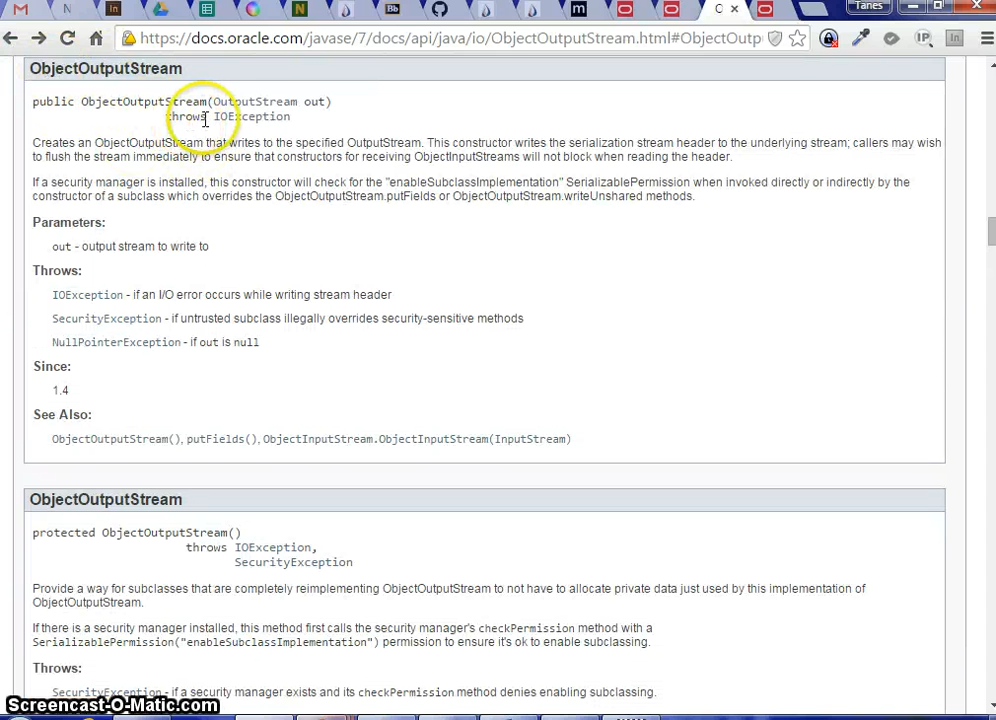 N
in
N
Bb
m
C
×
Tanes
https://docs.oracle.com/javase/7/docs/api/java/io/ObjectOutputStream.html#ObjectOutp
IP
In
ObjectOutputStream
public ObjectOutputStream(OutputStream out)
throws IOException
Creates an ObjectOutputStream that writes to the specified OutputStream. This constructor writes the serialization stream header to the underlying stream; callers may wish
to flush the stream immediately to ensure that constructors for receiving ObjectInputStreams will not block when reading the header.
If a security manager is installed, this constructor will check for the "enableSubclassImplementation" SerializablePermission when invoked directly or indirectly by the
constructor of a subclass which overrides the ObjectOutputStream.putFields or ObjectOutputStream.writeUnshared methods.
Parameters:
out - output stream to write to
Throws:
IOException - if an I/O error occurs while writing stream header
SecurityException - if untrusted subclass illegally overrides security-sensitive methods
NullPointerException - if out is null
Since:
1.4
See Also:
ObjectOutputStream(), putFields(), ObjectInputStream.ObjectInputStream(InputStream)
ObjectOutputStream
protected ObjectOutputStream()
throws IOException,
SecurityException
Provide a way for subclasses that are completely reimplementing ObjectOutputStream to not have to allocate private data just used by this implementation of
ObjectOutputStream.
If there is a security manager installed, this method first calls the security manager's checkPermission method with a
SerializablePermission("enableSubclassImplementation") permission to ensure it's ok to enable subclassing.
Throws:
SecurityException - if a security manager exists and its checkPermission method denies enabling subclassing.
Screencast-O-Matic.com